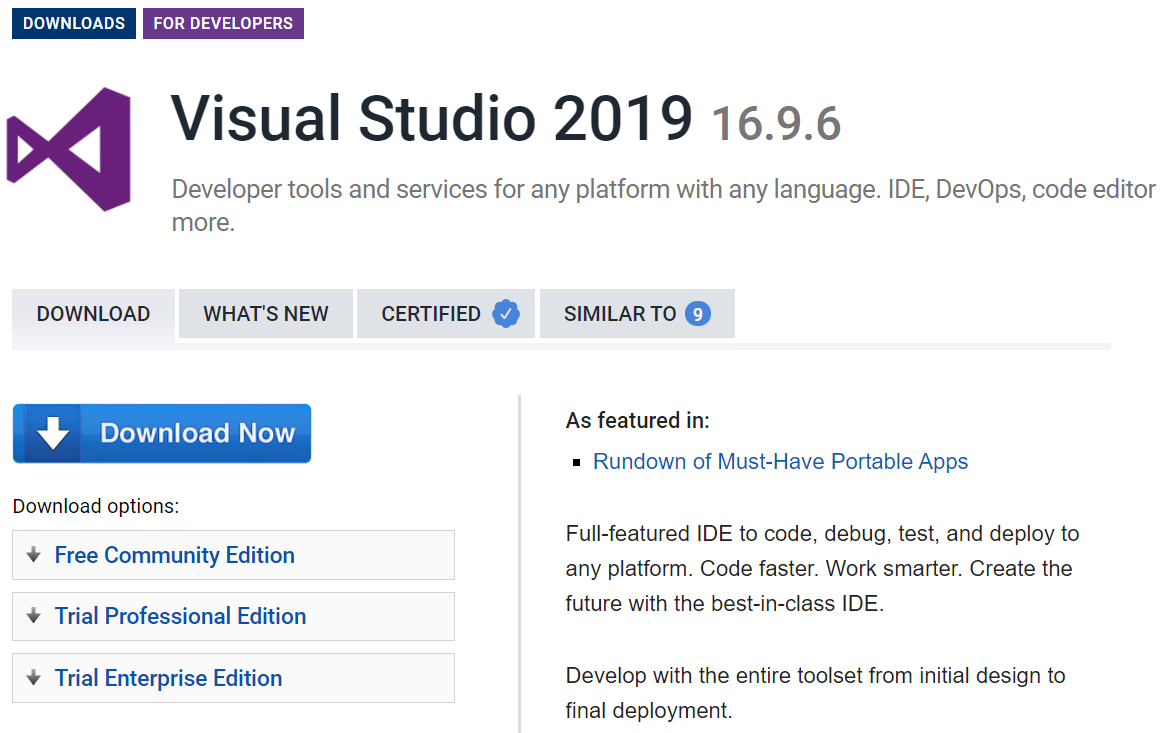 DOWNLOADS FOR DEVELOPERS
Visual Studio 2019 16.9.6
Developer tools and services for any platform with any language. IDE, DevOps, code editor
more.
DOWNLOAD WHAT'S NEW CERTIFIED SIMILAR TO 9
Download Now
Download options:
Free Community Edition
Trial Professional Edition
Trial Enterprise Edition
As featured in:
Rundown of Must-Have Portable Apps
Full-featured IDE to code, debug, test, and deploy to
any platform. Code faster. Work smarter. Create the
future with the best-in-class IDE.
Develop with the entire toolset from initial design to
final deployment.